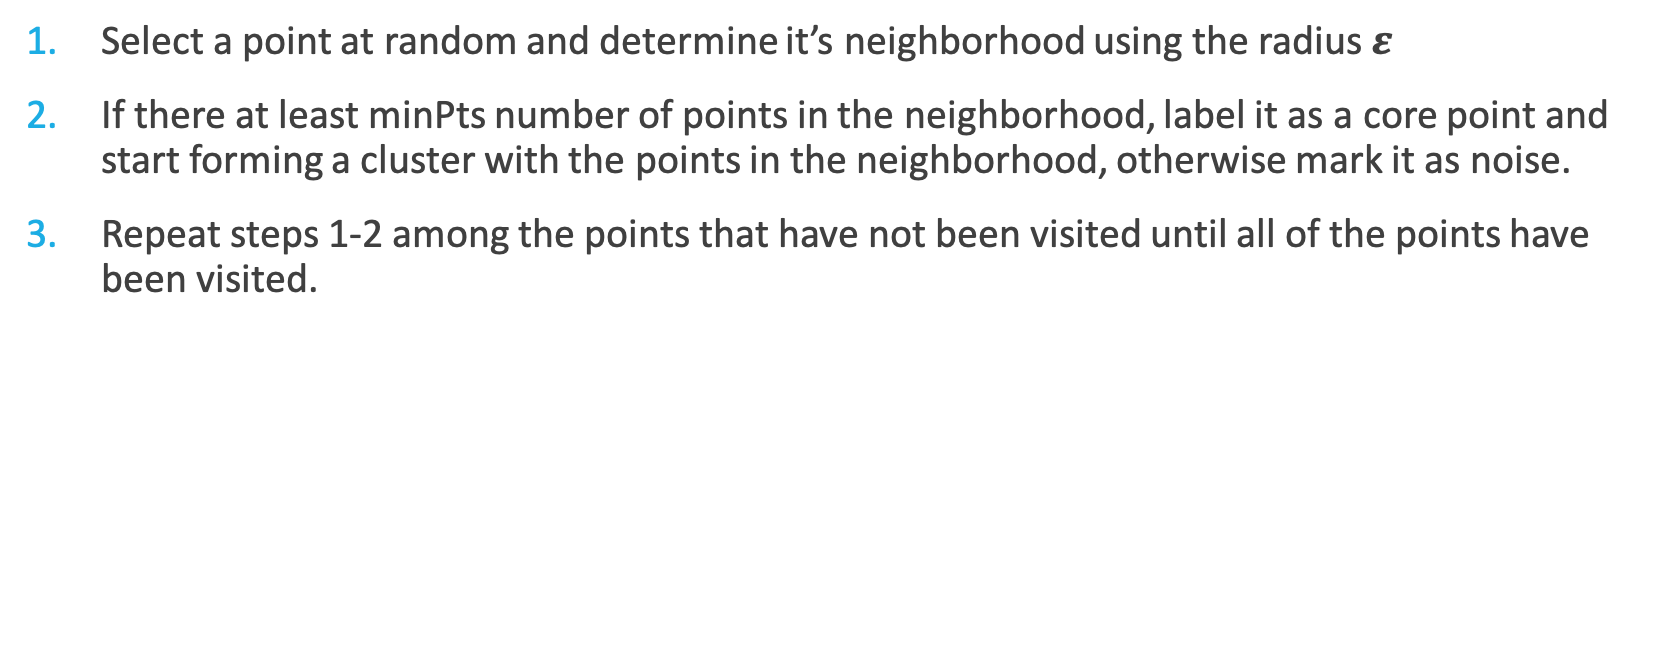 1. Select a point at random and determine it’s neighborhood using the radius ε
2. If there at least minPts number of points in the neighborhood, label it as a core point and
start forming a cluster with the points in the neighborhood, otherwise mark it as noise.
3. Repeat steps 1-2 among the points that have not been visited until all of the points have
been visited.